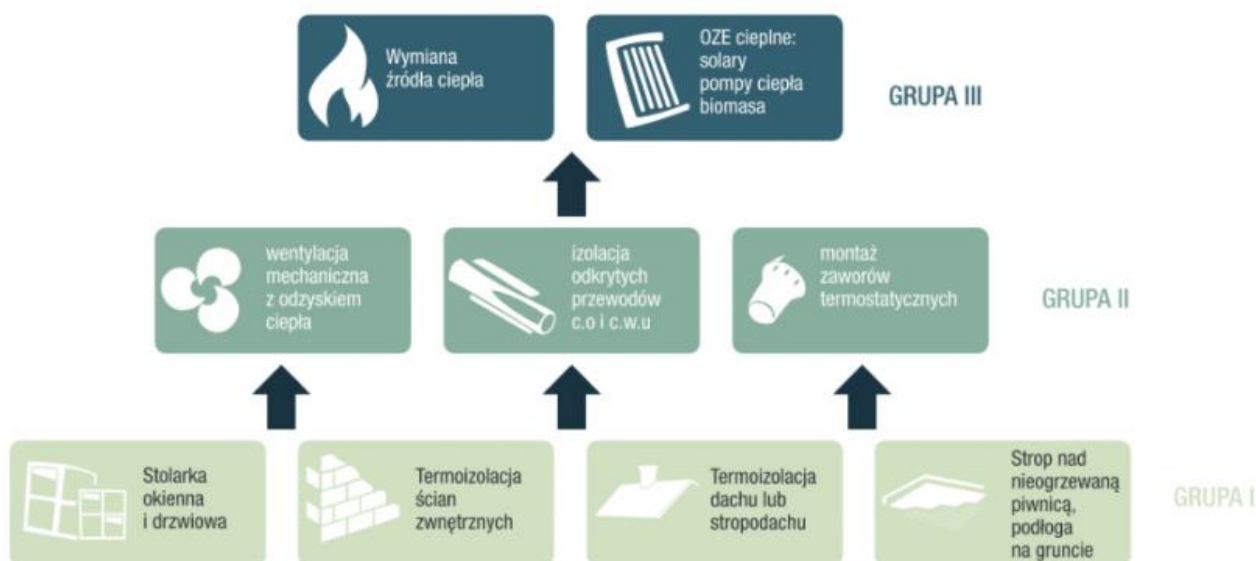 Wymiana
źródła ciepła
OZE cieplne:
solary
pompy ciepła
biomasa
GRUPA III
wentylacja
mechaniczna
z odzyskiem
ciepła
izolacja
odkrytych
przewodów
c.o i c.w.u
montaż
zaworów
termostatycznych
GRUPA II
Stolarka
okienna
i drzwiowa
Termoizolacja
ścian
zwnętrznych
Termoizolacja
dachu lub
stropodachu
Strop nad
nieogrzewaną
piwnicą,
podłoga
na gruncie
GRUPA I